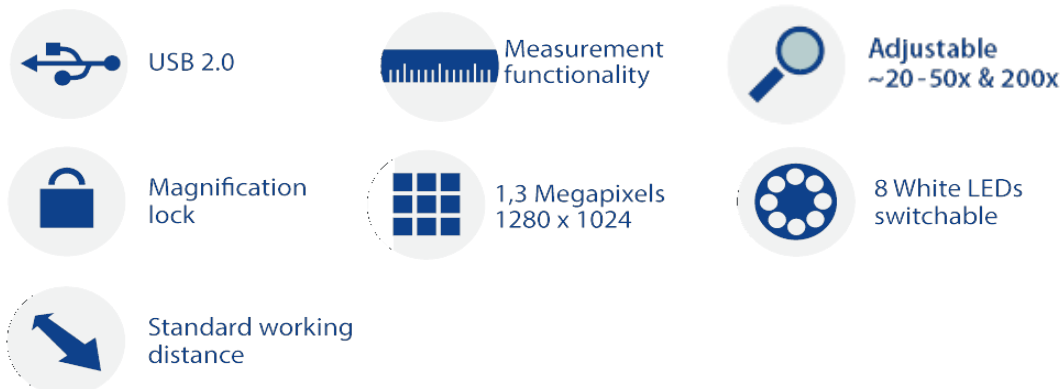 USB 2.0
Measurement
functionality
Adjustable
~20-50x & 200x
Magnification
lock
1,3 Megapixels
1280 x 1024
8 White LEDs
switchable
Standard working
distance